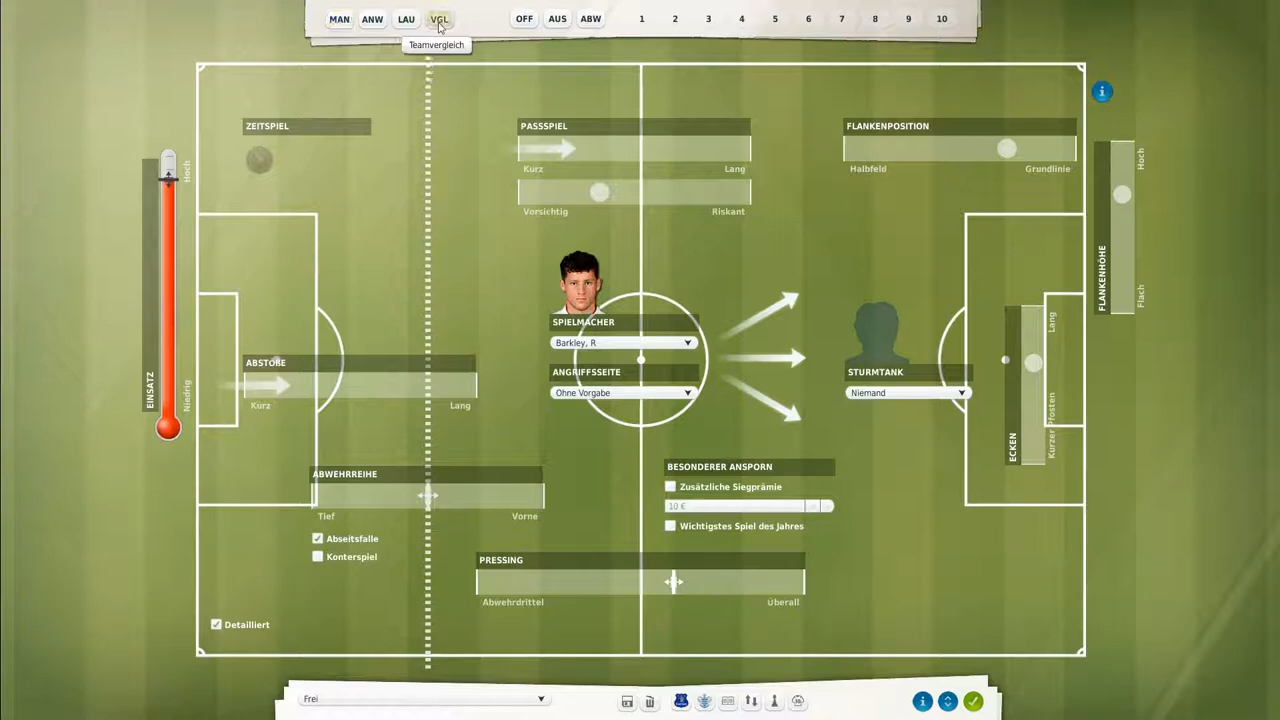 MAN ANW LAU VGL OFF AUS ABW 1 2 3 4 5 6 7 8 9 10
Teamvergleich
ZEITSPIEL
PASSSPIEL
Kurz Lang
Vorsichtig Riskant
FLANKENPOSITION
Halbfeld Grundlinie
EINSATZ
Hoch
Niedrig
FLANKENHÖHE
Hoch
Flach
SPIELMACHER
Barkley, R
ANGRIFFSSEITE
Ohne Vorgabe
STURMTANK
Niemand
ABSTÖßE
Kurz Lang
ECKEN
Lang
Kurzer Pfosten
ABWEHRREIHE
Tief Vorne
Abseitsfalle
Konterspiel
BESONDERER ANSPORN
Zusätzliche Siegprämie
10 €
Wichtigstes Spiel des Jahres
PRESSING
Abwehrdrittel Überall
Detailliert
Frei